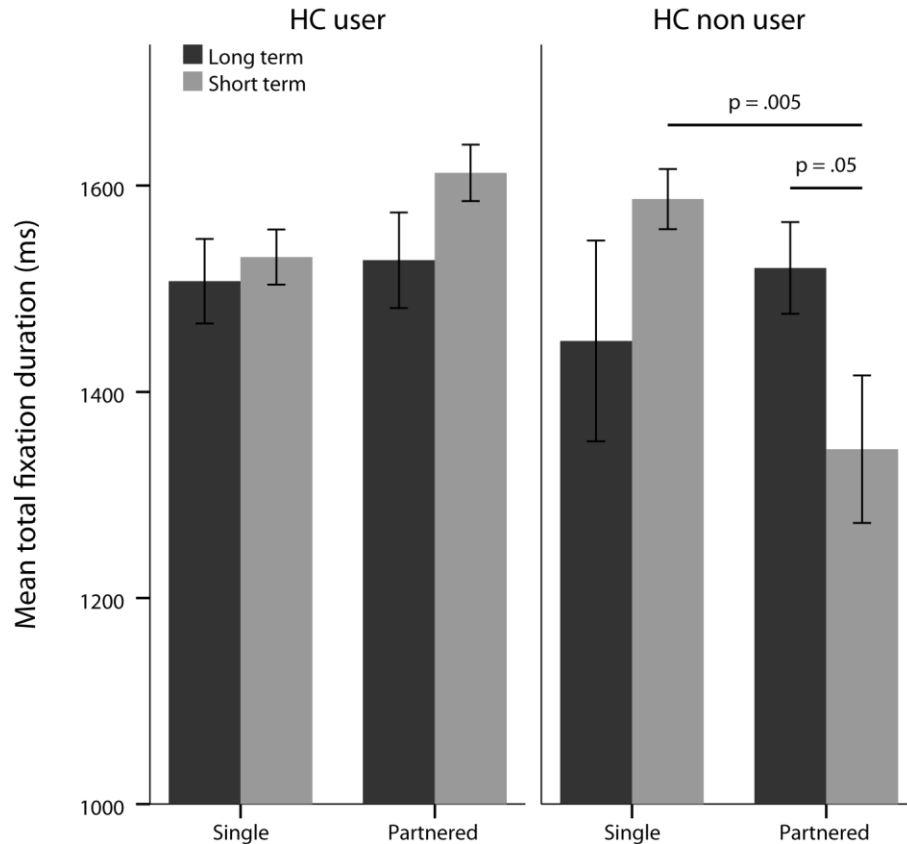 HC user
HC non user
Long term
Short term
p = .005
p = .05
Mean total fixation duration (ms)
1600
1400
1200
1000
Single
Partnered
Single
Partnered